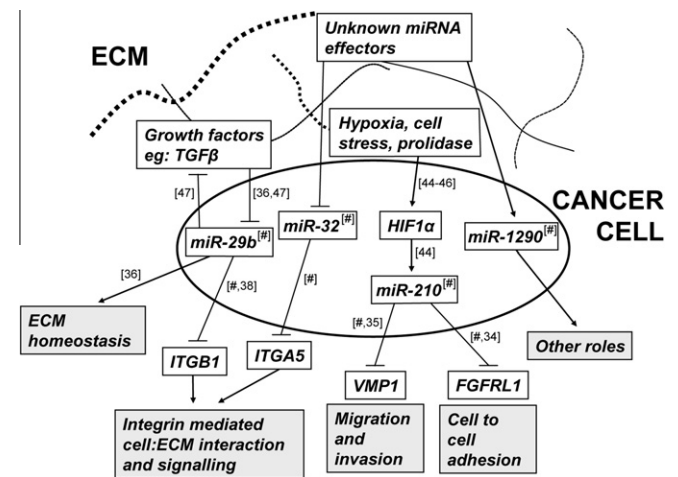 Unknown miRNA
effectors
ECM
Growth factors
eg: TGFβ
Hypoxia, cell
stress, prolidase
[47]
[36,47]
[44-46]
CANCER
CELL
miR-29b[#]
miR-32[#]
HIF1α
miR-1290[#]
[44]
[36]
[#,38]
[#]
miR-210[#]
ECM
homeostasis
[#,35]
[#,34]
Other roles
ITGB1
ITGA5
VMP1
FGFRL1
Integrin mediated
cell:ECM interaction
and signalling
Migration
and
invasion
Cell to
cell
adhesion